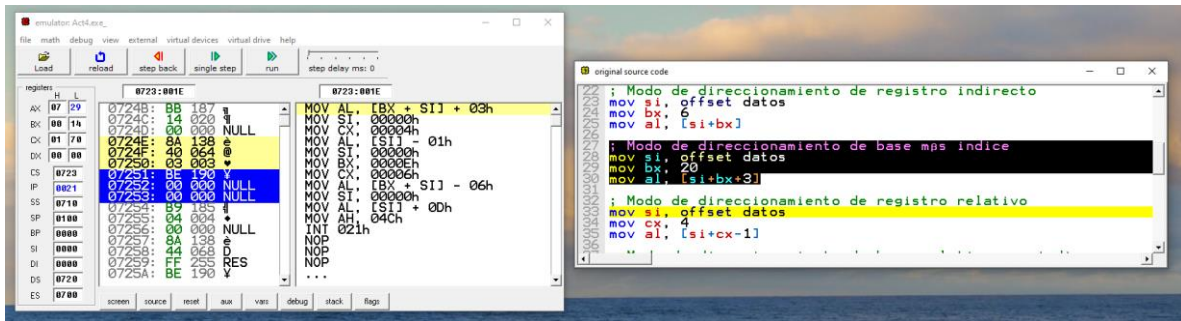 emulator: Act4.exe_
file math debug view external virtual devices virtual drive help
Load reload step back single step run step delay ms: 0
registers H L
0723:001E 0723:001E
AX 07 29
BX 00 14
CX 01 70
DX 00 00
CS 0723
IP 0021
SS 0710
SP 0100
BP 0000
SI 0000
DI 0000
DS 0720
ES 0700
0724B: BB 187 ╗
0724C: 14 020 ¶
0724D: 00 000 NULL
0724E: 8A 138 è
0724F: 40 064 @
07250: 03 003 ♥
07251: BE 190 ¥
07252: 00 000 NULL
07253: 00 000 NULL
07254: B9 185 ╣
07255: 04 004 ♦
07256: 00 000 NULL
07257: 8A 138 è
07258: 44 068 D
07259: FF 255 RES
0725A: BE 190 ¥
MOV AL, [BX + SI] + 03h
MOV SI, 00000h
MOV CX, 00004h
MOV AL, [SI] - 01h
MOV SI, 00000h
MOV BX, 0000Eh
MOV CX, 00006h
MOV AL, [BX + SI] - 06h
MOV SI, 00000h
MOV AL, [SI] + 0Dh
MOV AH, 04Ch
INT 021h
NOP
NOP
NOP
...
screen source reset aux vars debug stack flags
original source code
22 ; Modo de direccionamiento de registro indirecto
23 mov si, offset datos
24 mov bx, 6
25 mov al, [si+bx]
26
27 ; Modo de direccionamiento de base mßs indice
28 mov si, offset datos
29 mov bx, 20
30 mov al, [si+bx+3]
31
32 ; Modo de direccionamiento de registro relativo
33 mov si, offset datos
34 mov cx, 4
35 mov al, [si+cx-1]
36